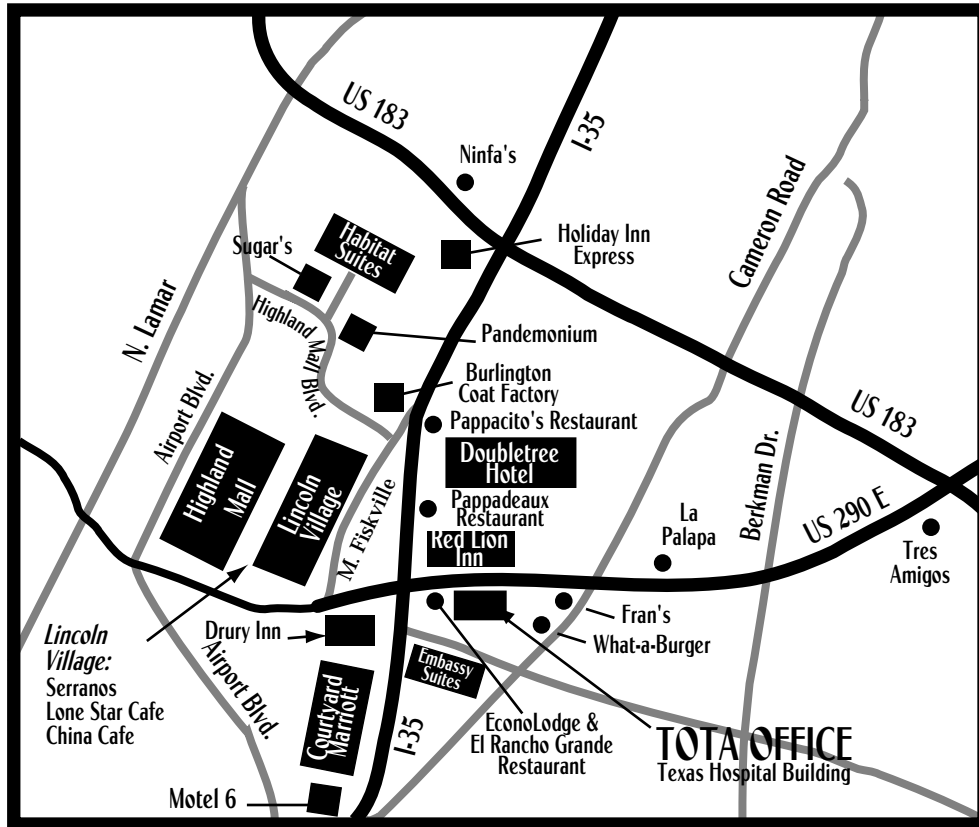 US 183
I-35
Ninfa's
Cameron Road
Holiday Inn
Express
Habitat
Suites
Sugar's
N. Lamar
Highland
Mall Blvd.
Pandemonium
Burlington
Coat Factory
Airport Blvd.
Pappacito's Restaurant
US 183
Doubletree
Hotel
Highland
Mall
Lincoln
Village
M. Fiskville
Pappadeaux
Restaurant
Red Lion
Inn
La
Palapa
Berkman Dr.
US 290 E
Tres
Amigos
Fran's
What-a-Burger
Drury Inn
Lincoln
Village:
Serranos
Lone Star Cafe
China Cafe
Airport Blvd.
Embassy
Suites
Courtyard
Marriott
I-35
EconoLodge &
El Rancho Grande
Restaurant
TOTA OFFICE
Texas Hospital Building
Motel 6